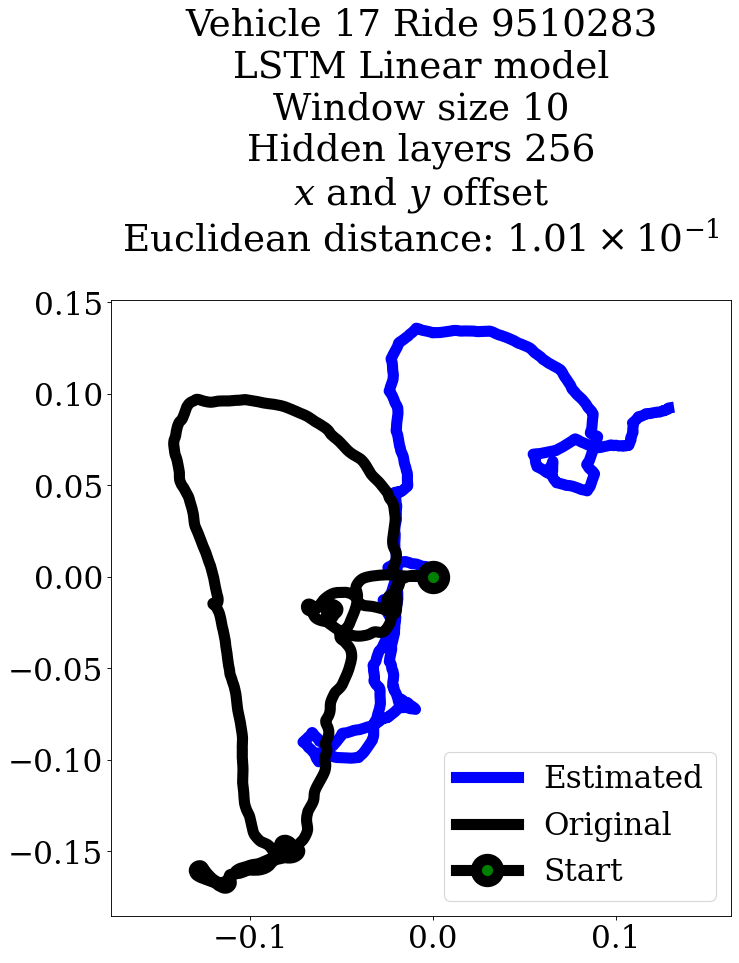 Vehicle 17 Ride 9510283
LSTM Linear model
Window size 10
Hidden layers 256
x and y offset
Euclidean distance: 1.01 × 10⁻¹
0.15
0.10
0.05
0.00
−0.05
−0.10
−0.15
−0.1
0.0
0.1
Estimated
Original
Start